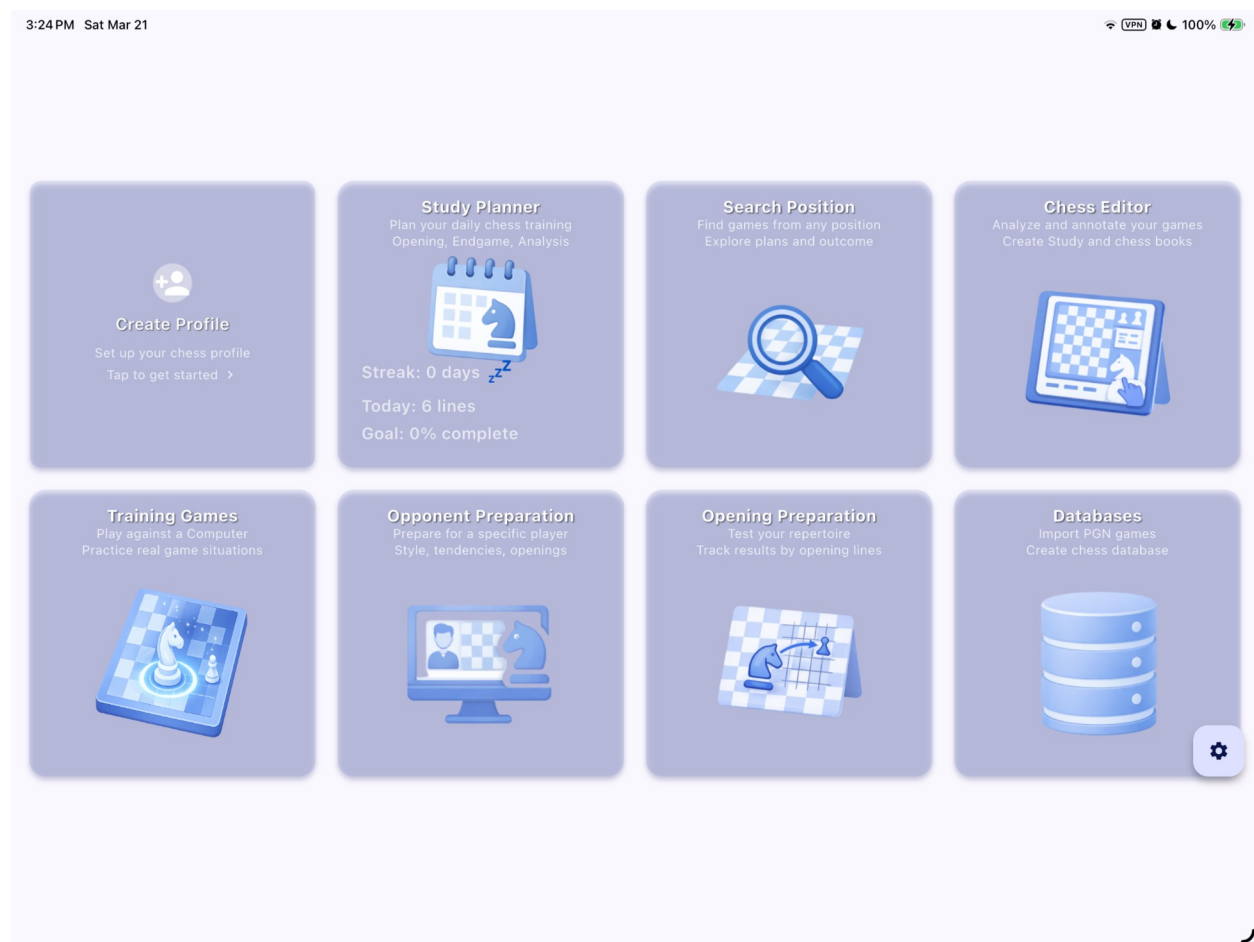 3:24 PM Sat Mar 21
VPN 100%
Create Profile
Set up your chess profile
Tap to get started >
Study Planner
Plan your daily chess training
Opening, Endgame, Analysis
Streak: 0 days zzZ
Today: 6 lines
Goal: 0% complete
Search Position
Find games from any position
Explore plans and outcome
Chess Editor
Analyze and annotate your games
Create Study and chess books
Training Games
Play against a Computer
Practice real game situations
Opponent Preparation
Prepare for a specific player
Style, tendencies, openings
Opening Preparation
Test your repertoire
Track results by opening lines
Databases
Import PGN games
Create chess database